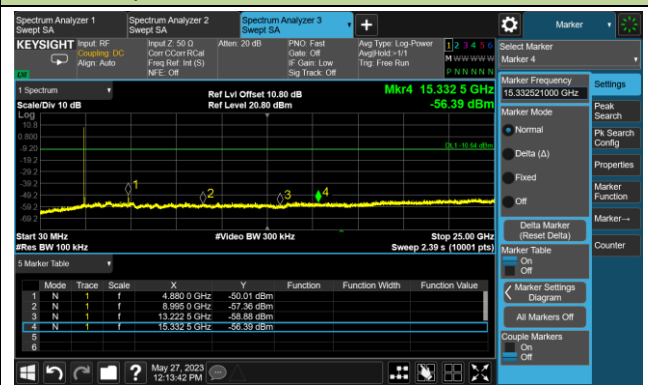 Spectrum Analyzer 1
Swept SA
Spectrum Analyzer 2
Swept SA
Spectrum Analyzer 3
Swept SA
Marker
KEYSIGHT
Input: RF
Coupling: DC
Align: Auto
Input Z: 50 Ω
Corr CCorr RCal
Freq Ref: Int (S)
NFE: Off
Atten: 20 dB
PNO: Fast
Gate: Off
IF Gain: Low
Sig Track: Off
Avg Type: Log-Power
Avg|Hold:>1/1
Trig: Free Run
1 2 3 4 5 6
M W W W W W
P N N N N N
Select Marker
Marker 4
1 Spectrum
Scale/Div 10 dB
Ref Lvl Offset 10.80 dB
Ref Level 20.80 dBm
Mkr4 15.332 5 GHz
-56.39 dBm
Log
10.8
0.800
-9.20
-19.2
-29.2
-39.2
-49.2
-59.2
-69.2
DL1 -10.64 dBm
1
2
3
4
Start 30 MHz
#Res BW 100 kHz
#Video BW 300 kHz
Stop 25.00 GHz
Sweep 2.39 s (10001 pts)
5 Marker Table
Mode Trace Scale X Y Function Function Width Function Value
1 N 1 f 4.880 0 GHz -50.01 dBm
2 N 1 f 8.995 0 GHz -57.36 dBm
3 N 1 f 13.222 5 GHz -58.88 dBm
4 N 1 f 15.332 5 GHz -56.39 dBm
5
6
May 27, 2023
12:13:42 PM
Marker Frequency
15.332521000 GHz
Marker Mode
Normal
Delta (Δ)
Fixed
Off
Delta Marker
(Reset Delta)
Marker Table
On
Off
Marker Settings
Diagram
All Markers Off
Couple Markers
On
Off
Settings
Peak
Search
Pk Search
Config
Properties
Marker
Function
Marker→
Counter